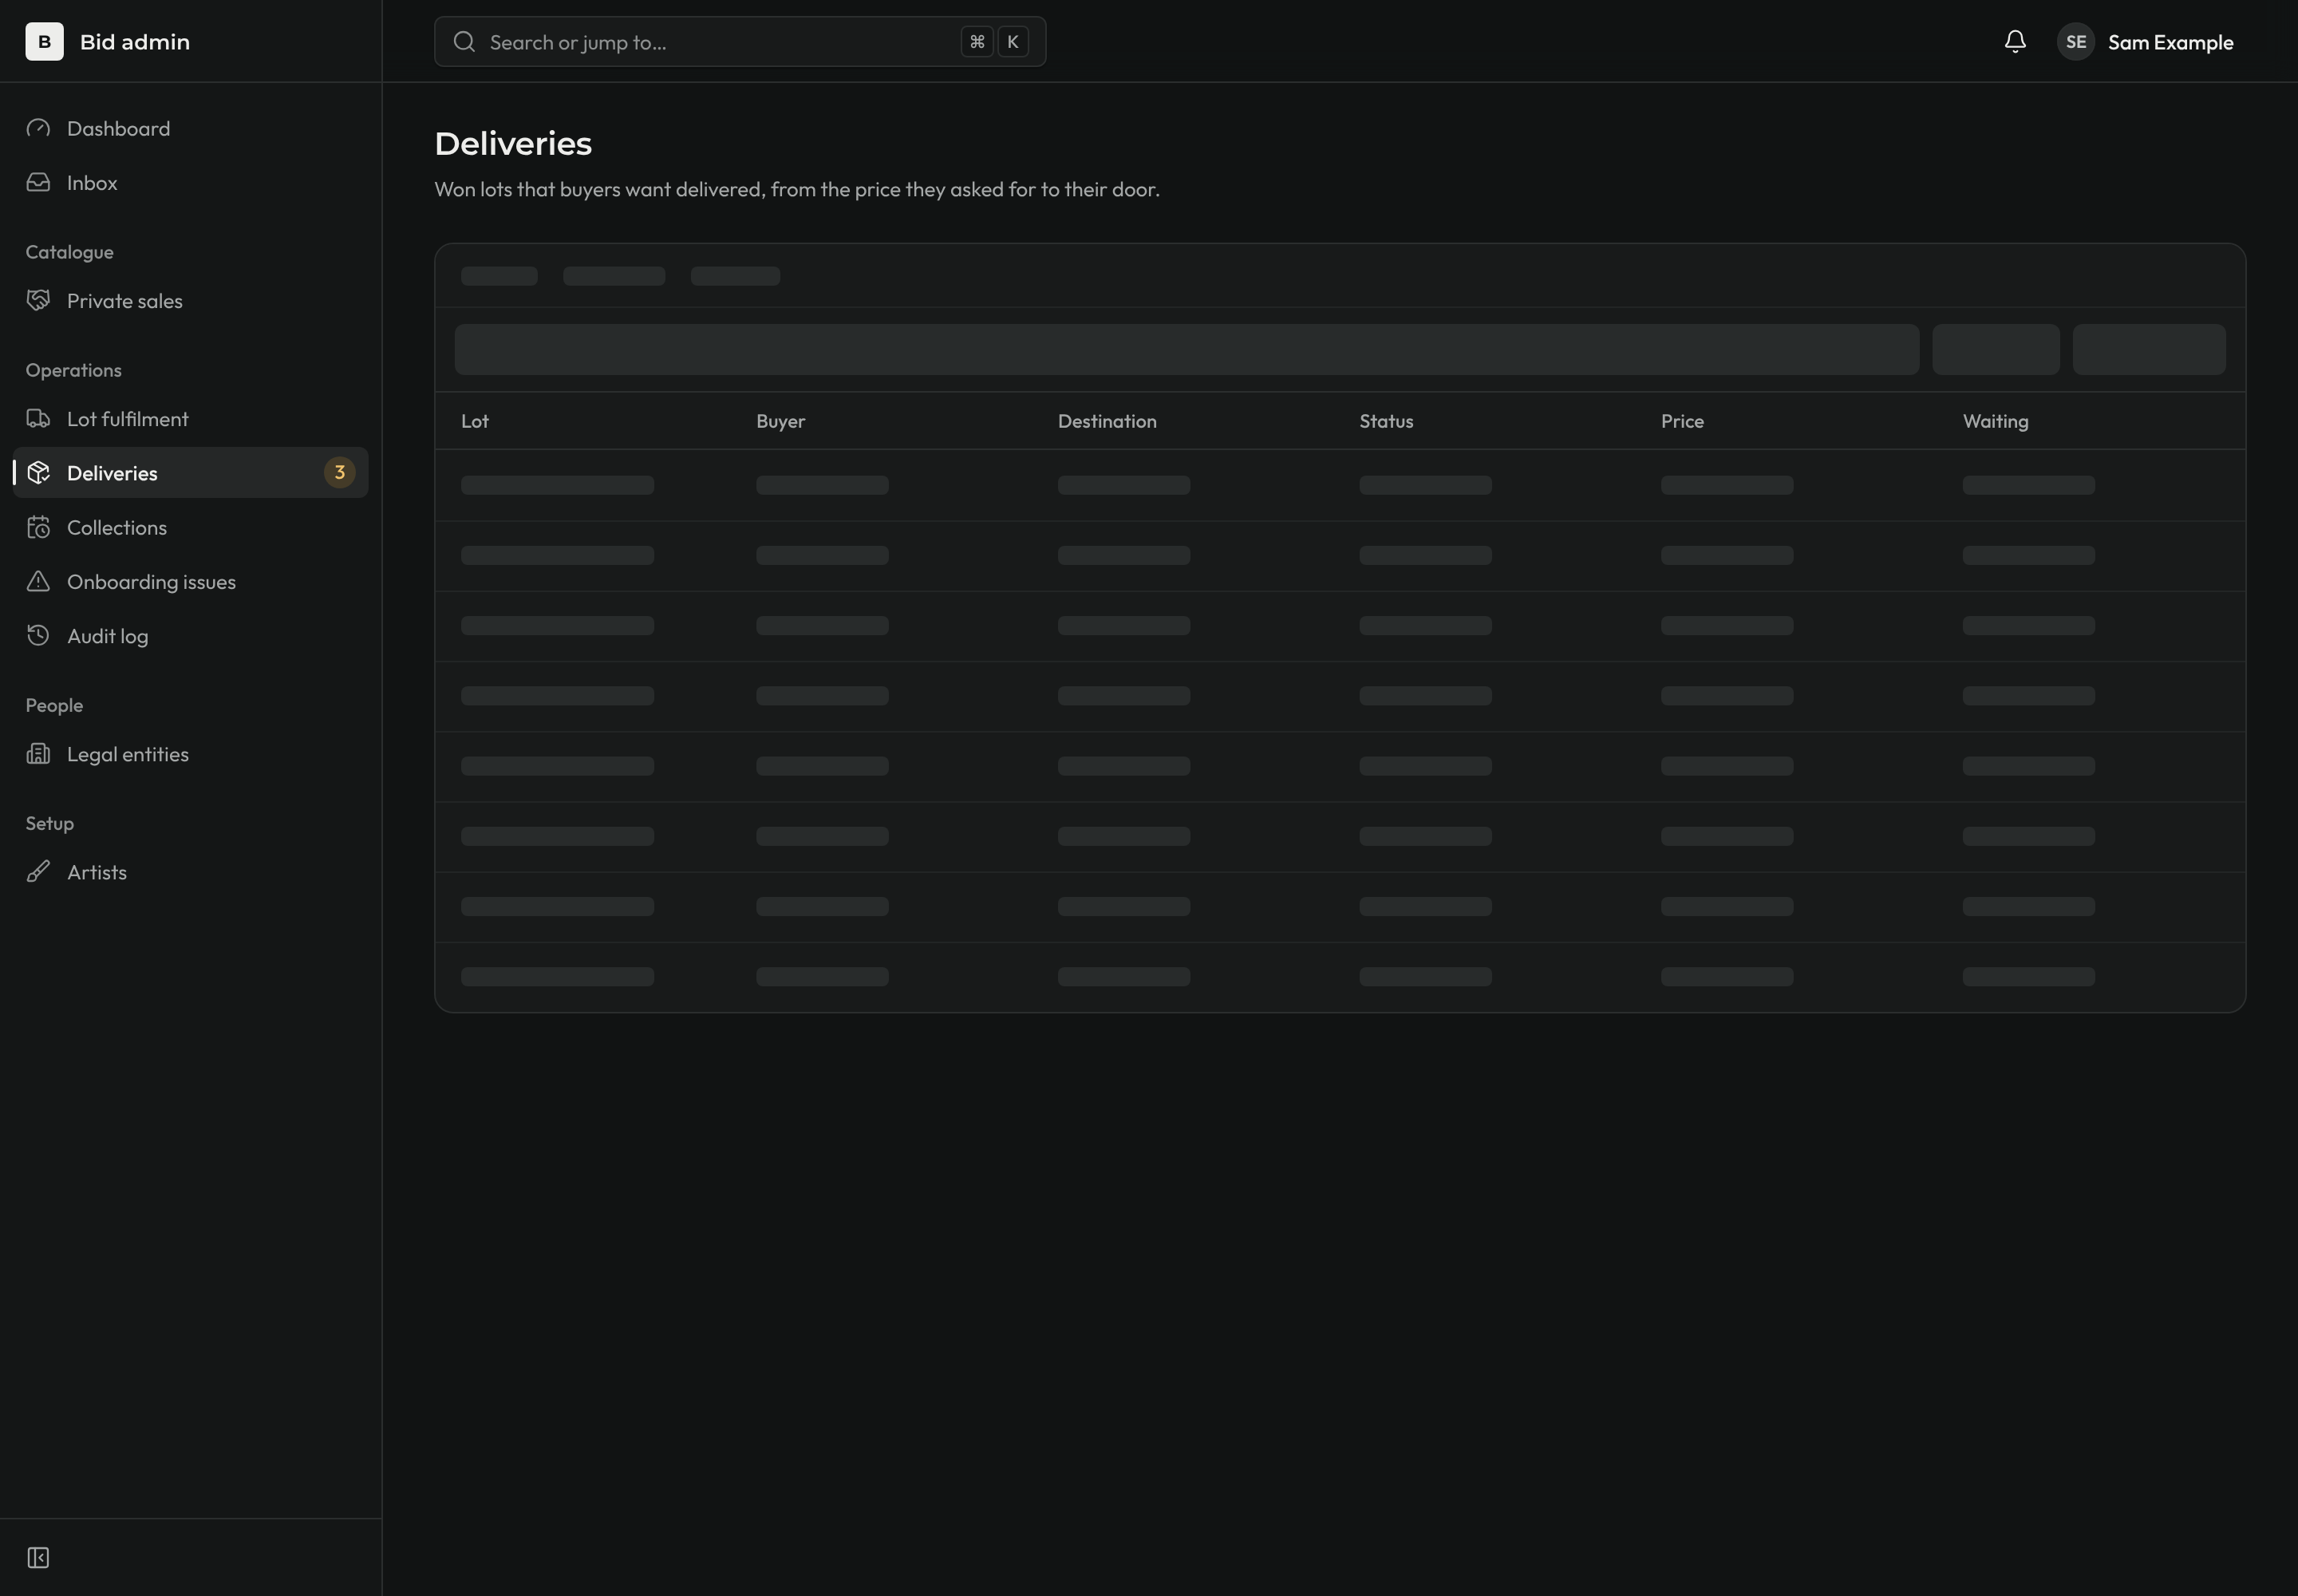 B Bid admin
Search or jump to... ⌘ K
SE Sam Example
Dashboard
Inbox
Catalogue
Private sales
Operations
Lot fulfilment
Deliveries 3
Collections
Onboarding issues
Audit log
People
Legal entities
Setup
Artists
Deliveries
Won lots that buyers want delivered, from the price they asked for to their door.
Lot Buyer Destination Status Price Waiting